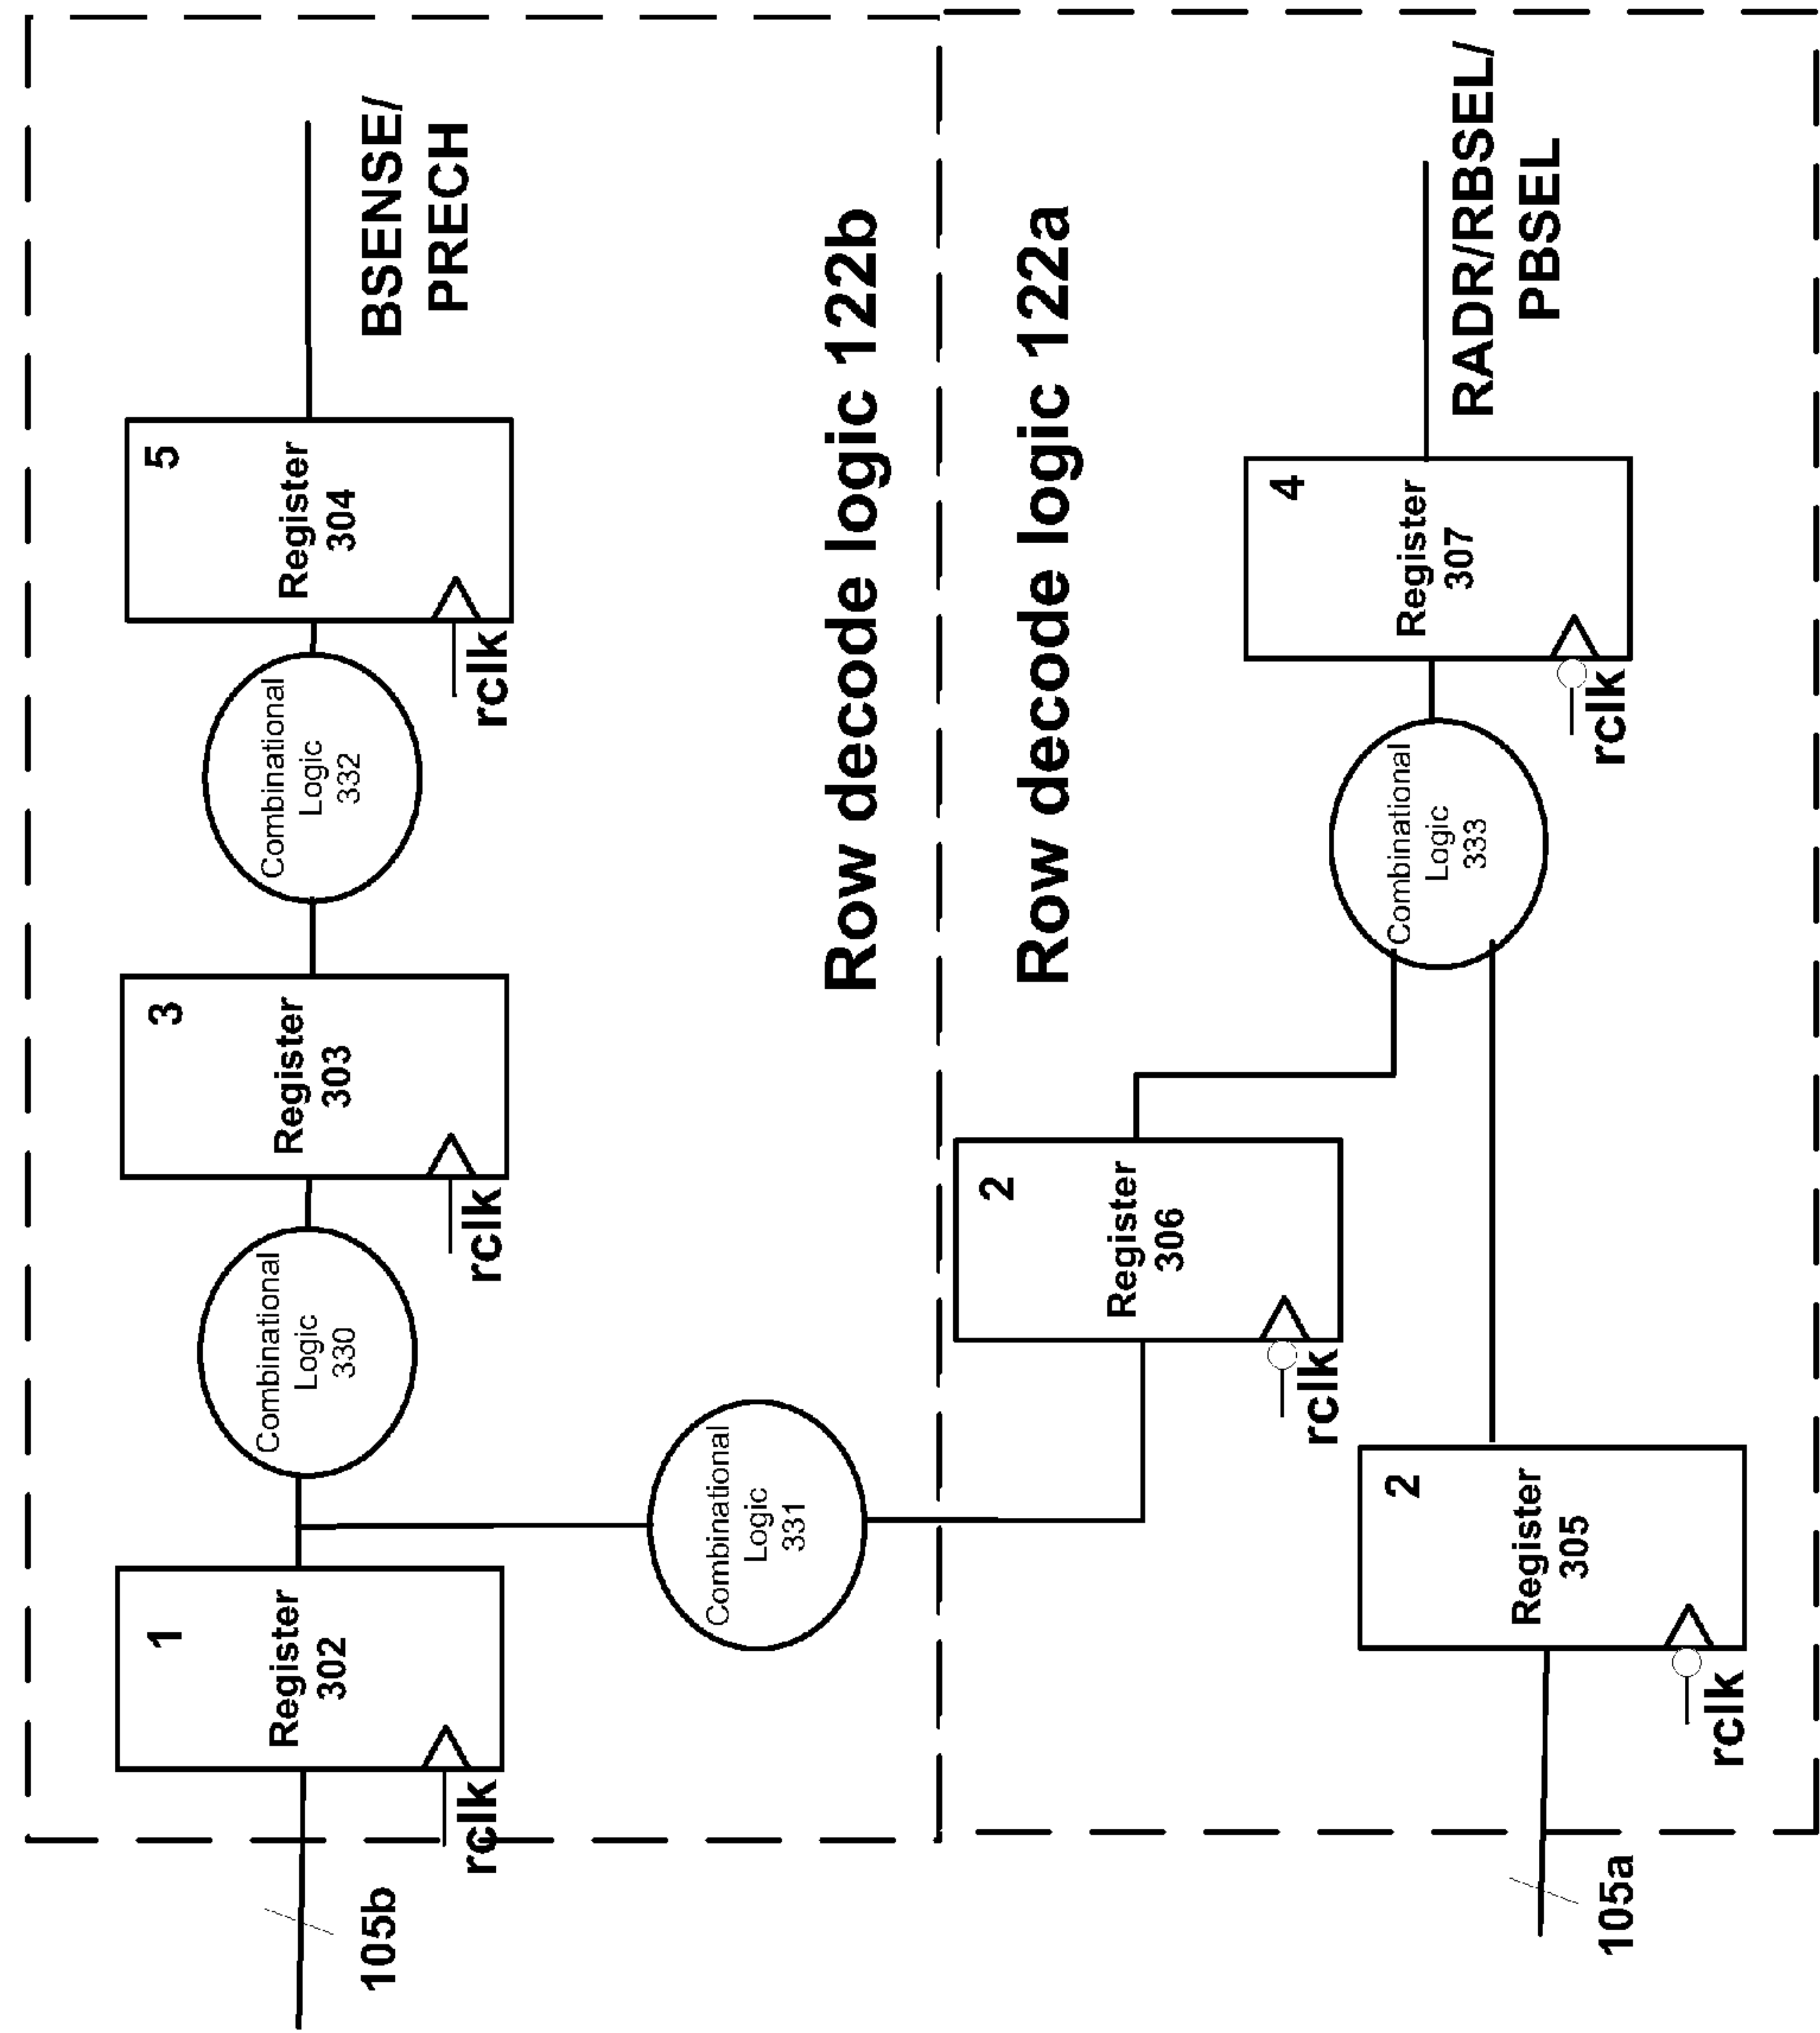 105b
1
Register
302
rclk
Combinational
Logic
330
Combinational
Logic
331
3
Register
303
rclk
Combinational
Logic
332
5
Register
304
rclk
BSENSE/
PRECH
Row decode logic 122b
Row decode logic 122a
105a
2
Register
305
rclk
2
Register
306
rclk
Combinational
Logic
333
4
Register
307
rclk
RADR/RBSEL/
PBSEL